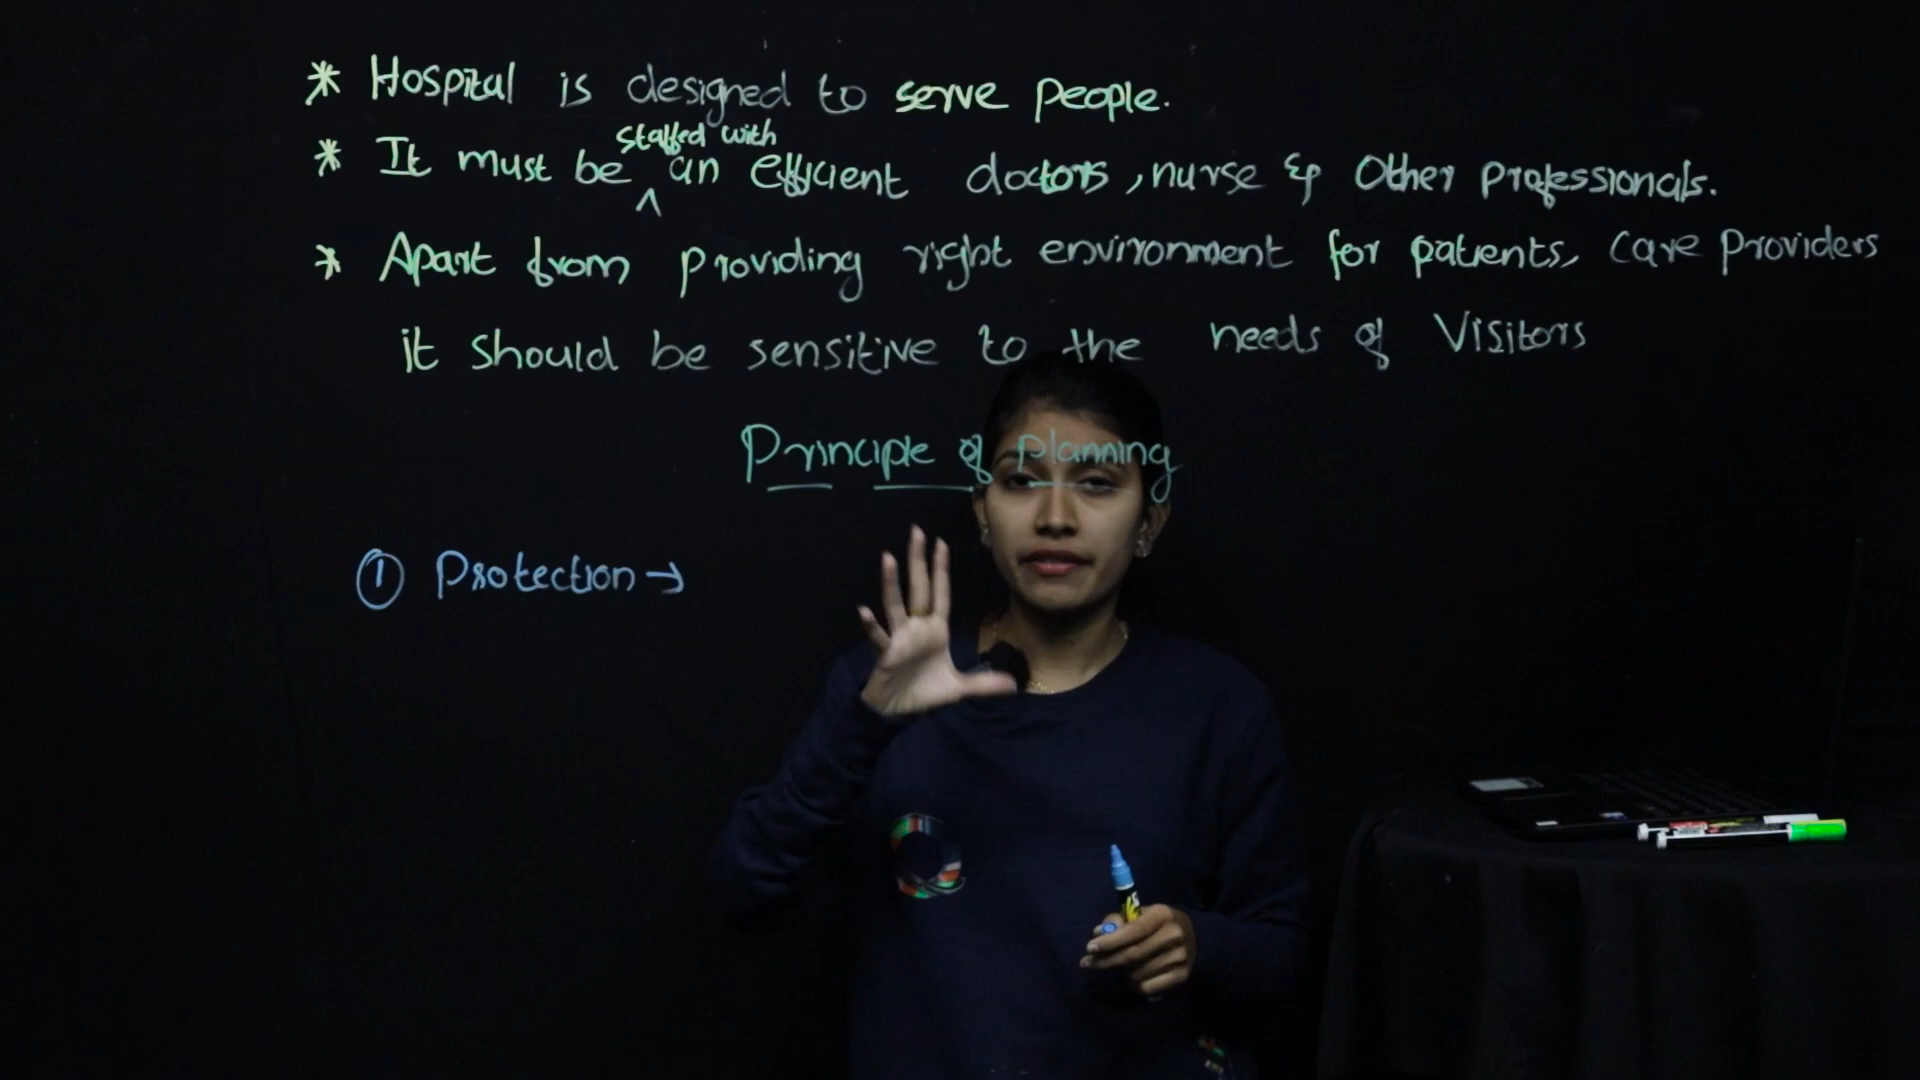 * Hospital is designed to serve people.
staffed with
* It must be ^ an efficient doctors, nurse & Other professionals.
* Apart from providing right environment for patients, care providers
it should be sensitive to the needs of Visitors
Principle of planning
① Protection →